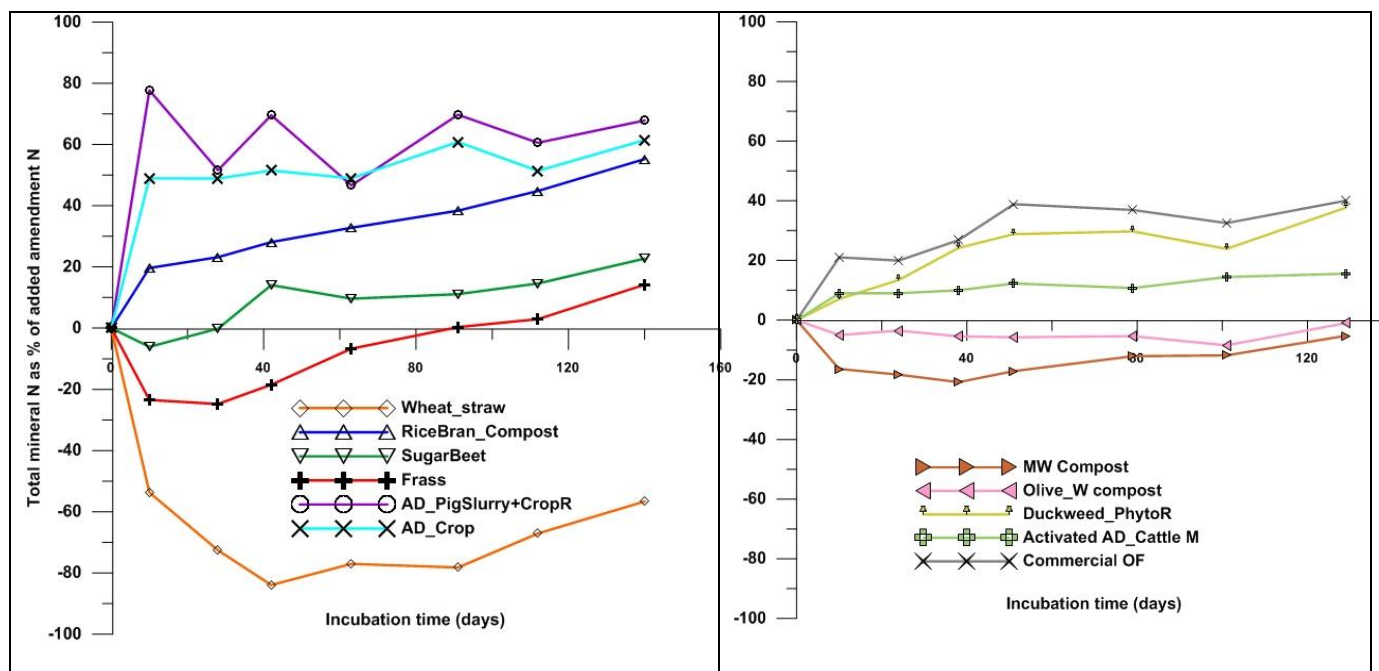 Total mineral N as % of added amendment N
100
80
60
40
20
0
-20
-40
-60
-80
-100
0
40
80
120
160
Wheat_straw
RiceBran_Compost
SugarBeet
Frass
AD_PigSlurry+CropR
AD_Crop
Incubation time (days)
100
80
60
40
20
0
-20
-40
-60
-80
-100
0
40
80
120
MW Compost
Olive_W compost
Duckweed_PhytoR
Activated AD_Cattle M
Commercial OF
Incubation time (days)